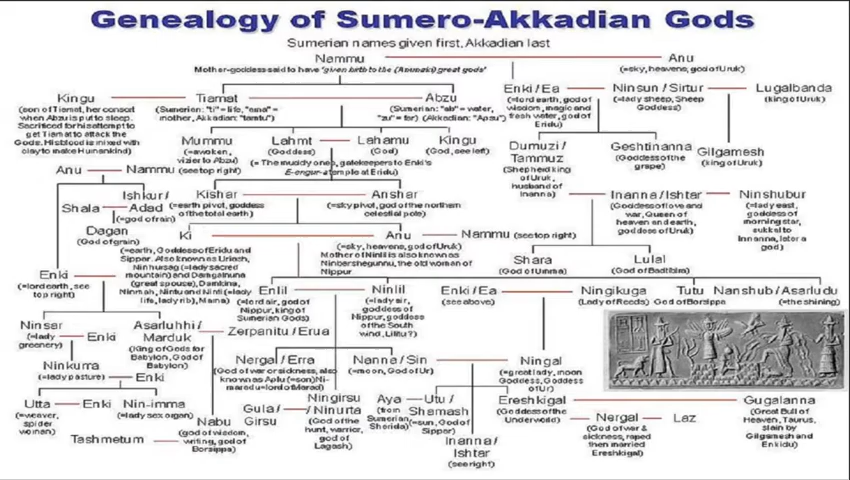 Genealogy of Sumero-Akkadian Gods
Sumerian names given first, Akkadian last
Nammu
Mother-goddess said to have 'given birth to the (Anunaki) great gods'
Anu
(=sky, heavens, god of Uruk)
Kingu
(son of Tiamat, her consort
when Abzu is put to sleep.
Sacrificed for his attempt to
get Tiamat to attack the
Gods. His blood is mixed with
clay to make Humankind)
Tiamat
(Sumerian: "ti" = life, "ama" =
mother, Akkadian: "tamtu")
Abzu
(Sumerian: "ab" = water,
"zu" = far) (Akkadian: "Apsu")
Enki / Ea
(=lord earth, god of
wisdom, magic and
fresh water, god of
Eridu)
Ninsun / Sirtur
(=lady sheep, Sheep
Goddess)
Lugalbanda
(king of Uruk)
Mummu
(=awoken,
vizier to Abzu)
Lahmt
(Goddess)
Lahamu
(God)
(= The muddy ones, gatekeepers to Enki's
E-engur-a temple at Eridu)
Kingu
(God, see left)
Dumuzi /
Tammuz
(Shepherd king
of Uruk,
husband of
Inanna)
Geshtinanna
(Goddess of the
grape)
Gilgamesh
(king of Uruk)
Anu
Nammu
(see top right)
Ishkur /
Adad
(=god of rain)
Shala
Kishar
(=earth pivot, goddess
of the total earth)
Anshar
(=sky pivot, god of the northern
celestial pole)
Inanna / Ishtar
(Goddess of love and
war, Queen of
heaven and earth,
goddess of Uruk)
Ninshubur
(=lady east,
goddess of
morning star,
sukkal to
Innanna, later a
god)
Dagan
(God of grain)
Ki
(=earth, Goddess of Eridu and
Sipper. Also known as Uriash,
Ninhursag (=lady sacred
mountain) and Damgalnuna
(great spouse), Damkina,
Ninmah, Nintu and Ninti (=lady
life, lady rib), Mama)
Anu
(=sky, heavens, god of Uruk)
Mother of Ninlil is also known as
Ninbarshegunnu, the old woman of
Nippur
Nammu (see top right)
Shara
(God of Umma)
Lulal
(God of Badtibira)
Enki
(=lord earth, see
top right)
Enlil
(=lord air, god of
Nippur, king of
Sumerian Gods)
Ninlil
(=lady air,
goddess of
Nippur, goddess
of the South
wind, Lilitu?)
Enki / Ea
(see above)
Ningikuga
(Lady of Reeds)
Tutu
God of Borsippa
Nanshub / Asarludu
(=the shining)
Ninsar
(=lady
greenery)
Enki
Asarluhhi /
Marduk
(King of Gods for
Babylon, God of
Babylon)
Zerpanitu / Erua
Ninkurra
(=lady pasture)
Enki
Nergal / Erra
(God of war or sickness, also
known as Aplu (=son) Ni-
marad = lord of Marad)
Nanna / Sin
(=moon, God of Ur)
Ningal
(=great lady, moon
Goddess, Goddess
of Ur)
Utta
(=weaver,
spider
woman)
Enki
Nin-imma
(=lady sex organ)
Nabu
(god of wisdom,
writing, god of
Borsippa)
Tashmetum
Gula /
Girsu
Ningirsu
/ Ninurta
(God of the
hunt, warrior,
god of
Lagash)
Aya
(from
Sumerian
Sherida)
Utu /
Shamash
(=sun, God of
Sippar)
Inanna /
Ishtar
(see right)
Ereshkigal
(Goddess of the
Underworld)
Nergal
(God of war &
sickness, raped
then married
Ereshkigal)
Laz
Gugalanna
(Great Bull of
Heaven, Taurus,
slain by
Gilgamesh and
Enkidu)